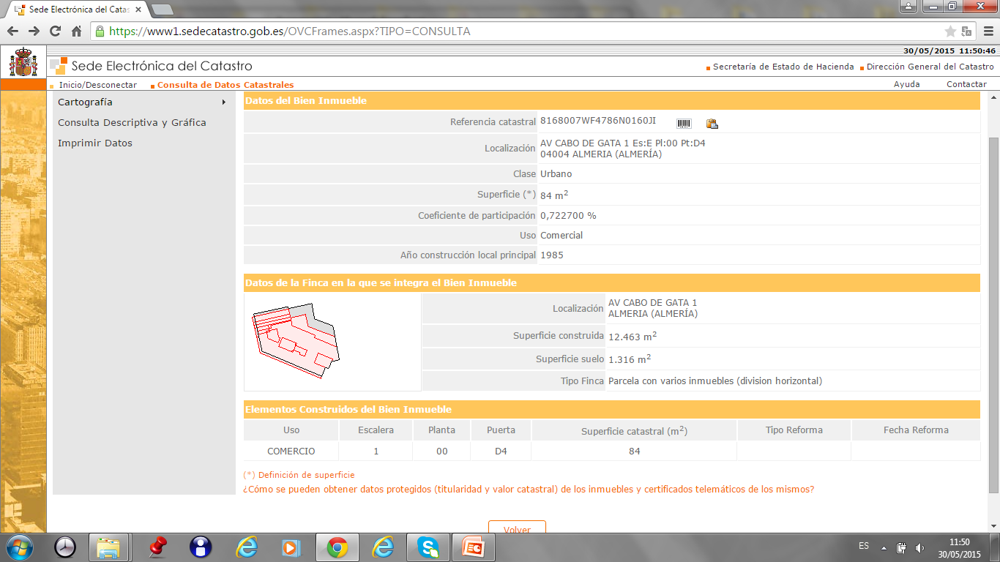 Sede Electrónica del Catas
https://www1.sedecatastro.gob.es/OVCFrames.aspx?TIPO=CONSULTA
30/05/2015 11:50:46
Sede Electrónica del Catastro
Secretaría de Estado de Hacienda
Dirección General del Catastro
Inicio/Desconectar
Consulta de Datos Catastrales
Ayuda
Contactar
Cartografía
Consulta Descriptiva y Gráfica
Imprimir Datos
Datos del Bien Inmueble
Referencia catastral 8168007WF4786N0160JI
Localización AV CABO DE GATA 1 Es:E Pl:00 Pt:D4
04004 ALMERIA (ALMERÍA)
Clase Urbano
Superficie (*) 84 m2
Coeficiente de participación 0,722700 %
Uso Comercial
Año construcción local principal 1985
Datos de la Finca en la que se integra el Bien Inmueble
Localización AV CABO DE GATA 1
ALMERIA (ALMERÍA)
Superficie construida 12.463 m2
Superficie suelo 1.316 m2
Tipo Finca Parcela con varios inmuebles (division horizontal)
Elementos Construidos del Bien Inmueble
Uso Escalera Planta Puerta Superficie catastral (m2) Tipo Reforma Fecha Reforma
COMERCIO 1 00 D4 84
(*) Definición de superficie
¿Cómo se pueden obtener datos protegidos (titularidad y valor catastral) de los inmuebles y certificados telemáticos de los mismos?
Volver
ES
11:50
30/05/2015